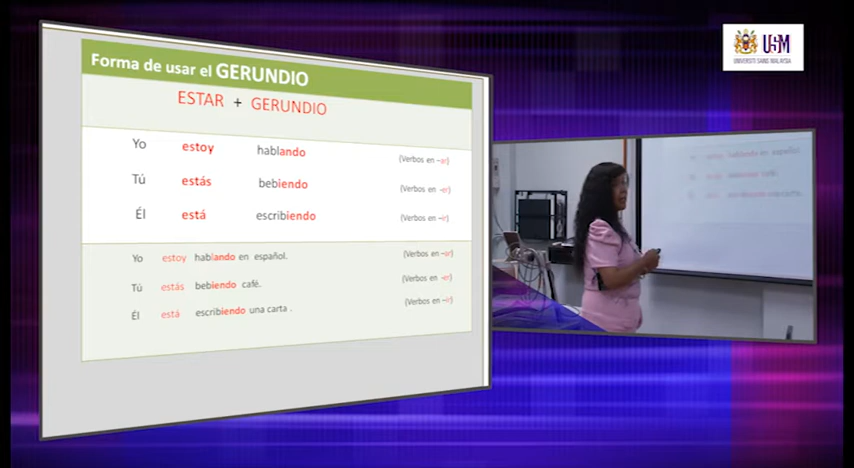 Forma de usar el GERUNDIO
ESTAR + GERUNDIO
Yo estoy hablando (Verbos en –ar)
Tú estás bebiendo (Verbos en -er)
Él está escribiendo (Verbos en –ir)
Yo estoy hablando en español. (Verbos en –ar)
Tú estás bebiendo café. (Verbos en -er)
Él está escribiendo una carta . (Verbos en –ir)
USM
UNIVERSITI SAINS MALAYSIA